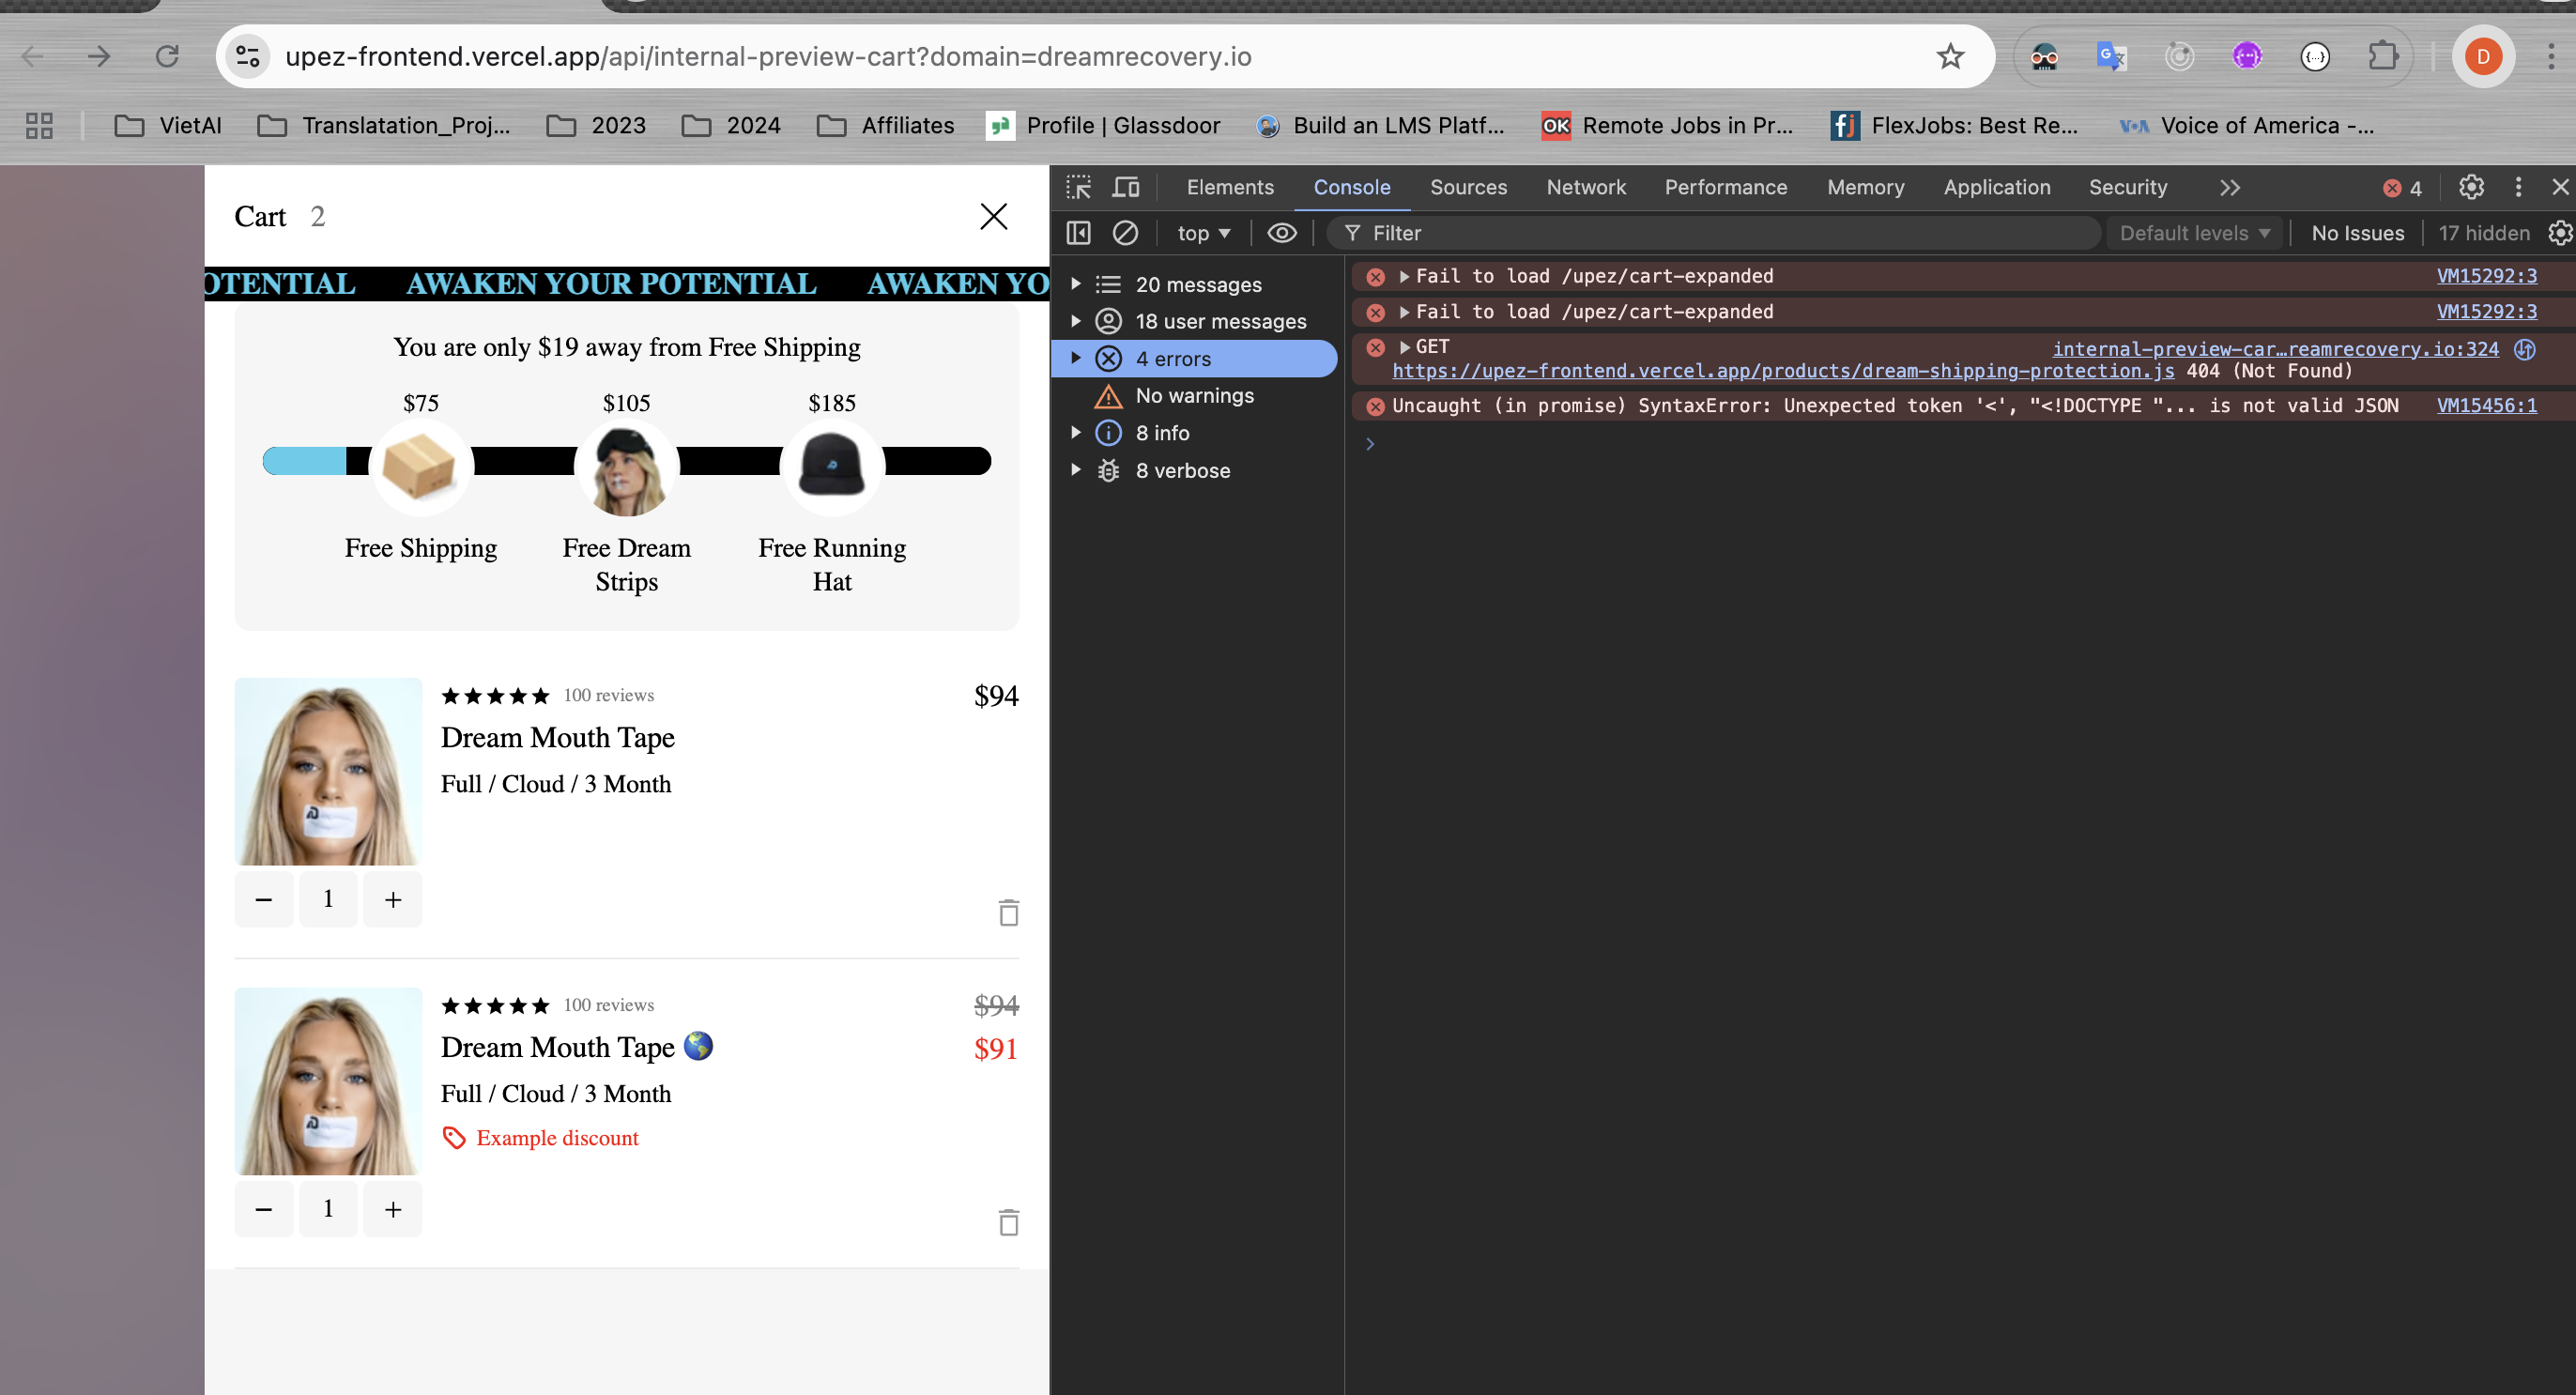 upez-frontend.vercel.app/api/internal-preview-cart?domain=dreamrecovery.io
D
VietAI
Translatation_Proj...
2023
2024
Affiliates
Profile | Glassdoor
Build an LMS Platf...
OK Remote Jobs in Pr...
fj FlexJobs: Best Re...
VOA Voice of America -...
Cart 2
OTENTIAL AWAKEN YOUR POTENTIAL AWAKEN YO
You are only $19 away from Free Shipping
$75 $105 $185
Free Shipping
Free Dream
Strips
Free Running
Hat
100 reviews
$94
Dream Mouth Tape
Full / Cloud / 3 Month
− 1 +
100 reviews
$94
Dream Mouth Tape 🌎
$91
Full / Cloud / 3 Month
Example discount
− 1 +
Elements Console Sources Network Performance Memory Application Security 4
top Filter Default levels No Issues 17 hidden
20 messages
18 user messages
4 errors
No warnings
8 info
8 verbose
Fail to load /upez/cart-expanded VM15292:3
Fail to load /upez/cart-expanded VM15292:3
GET internal-preview-car…reamrecovery.io:324
https://upez-frontend.vercel.app/products/dream-shipping-protection.js 404 (Not Found)
Uncaught (in promise) SyntaxError: Unexpected token '<', "<!DOCTYPE "... is not valid JSON VM15456:1